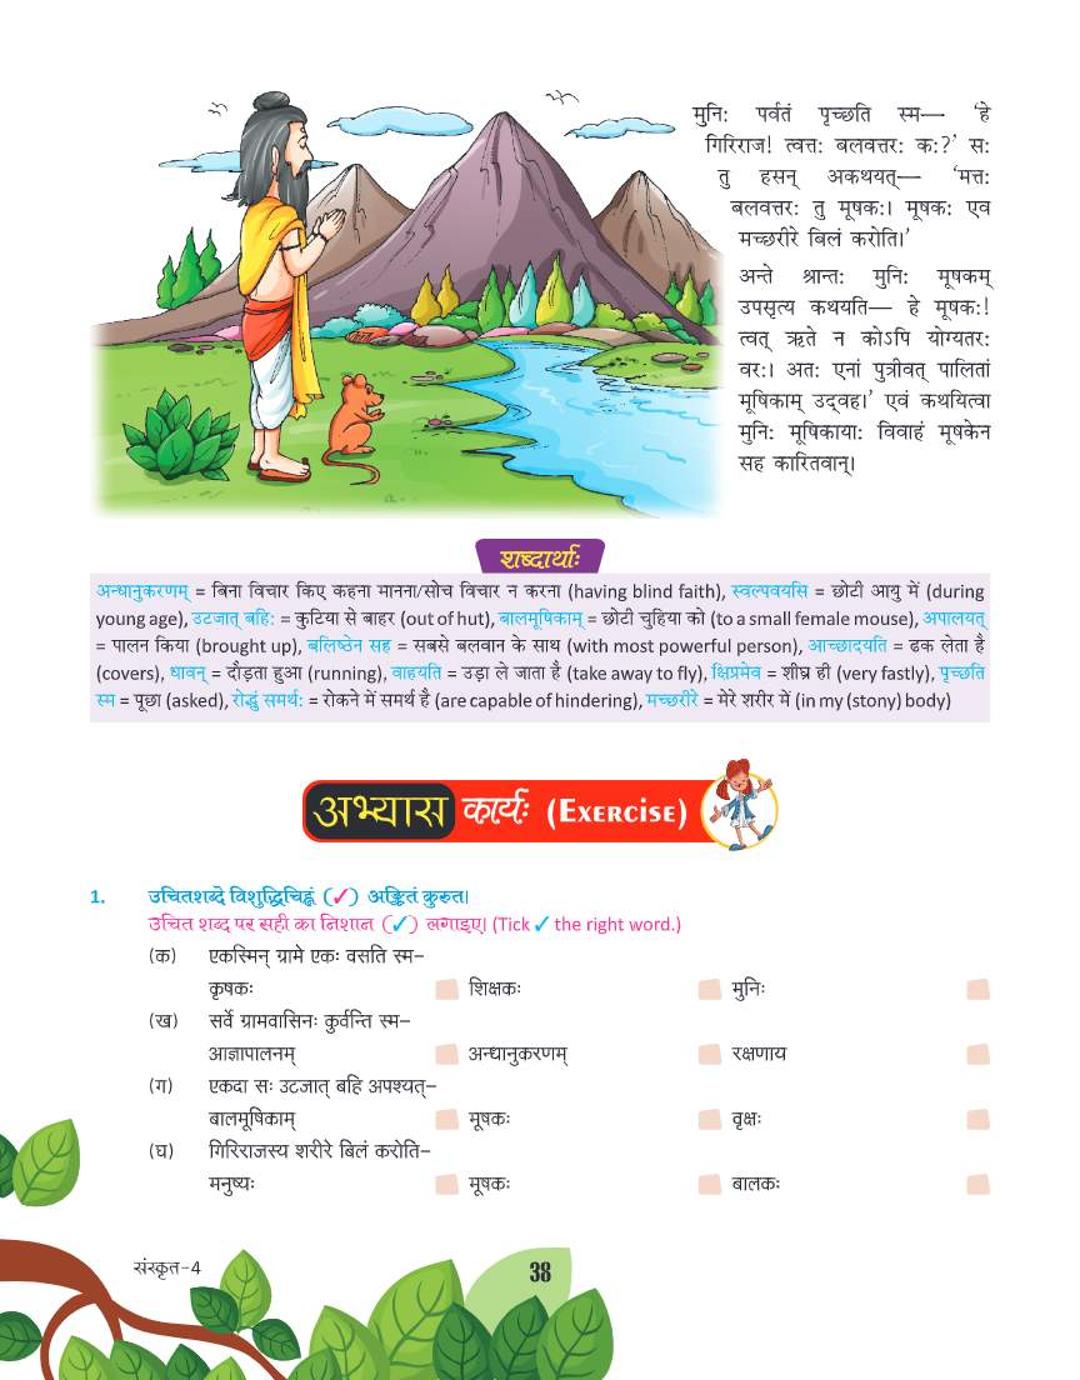 मुनिः पर्वतं पृच्छति स्म— 'हे
गिरिराज! त्वत्तः बलवत्तरः कः?' सः
तु हसन् अकथयत्— 'मत्तः
बलवत्तरः तु मूषकः। मूषकः एव
मच्छरीरे बिलं करोति।'
अन्ते श्रान्तः मुनिः मूषकम्
उपसृत्य कथयति— हे मूषकः!
त्वत् ऋते न कोऽपि योग्यतरः
वरः। अतः एनां पुत्रीवत् पालितां
मूषिकाम् उद्वह।' एवं कथयित्वा
मुनिः मूषिकायाः विवाहं मूषकेन
सह कारितवान्।
शब्दार्थाः
अन्धानुकरणम् = बिना विचार किए कहना मानना/सोच विचार न करना (having blind faith), स्वल्पवयसि = छोटी आयु में (during
young age), उटजात् बहिः = कुटिया से बाहर (out of hut), बालमूषिकाम् = छोटी चुहिया को (to a small female mouse), अपालयत्
= पालन किया (brought up), बलिष्ठेन सह = सबसे बलवान के साथ (with most powerful person), आच्छादयति = ढक लेता है
(covers), धावन् = दौड़ता हुआ (running), वाहयति = उड़ा ले जाता है (take away to fly), क्षिप्रमेव = शीघ्र ही (very fastly), पृच्छति
स्म = पूछा (asked), रोद्धुं समर्थः = रोकने में समर्थ है (are capable of hindering), मच्छरीरे = मेरे शरीर में (in my (stony) body)
अभ्यास कार्यः (EXERCISE)
1. उचितशब्दे विशुद्धिचिह्नं (✓) अङ्कितं कुरुत।
उचित शब्द पर सही का निशान (✓) लगाइए। (Tick ✓ the right word.)
(क) एकस्मिन् ग्रामे एकः वसति स्म–
कृषकः शिक्षकः मुनिः
(ख) सर्वे ग्रामवासिनः कुर्वन्ति स्म–
आज्ञापालनम् अन्धानुकरणम् रक्षणाय
(ग) एकदा सः उटजात् बहि अपश्यत्–
बालमूषिकाम् मूषकः वृक्षः
(घ) गिरिराजस्य शरीरे बिलं करोति–
मनुष्यः मूषकः बालकः
संस्कृत-4
38